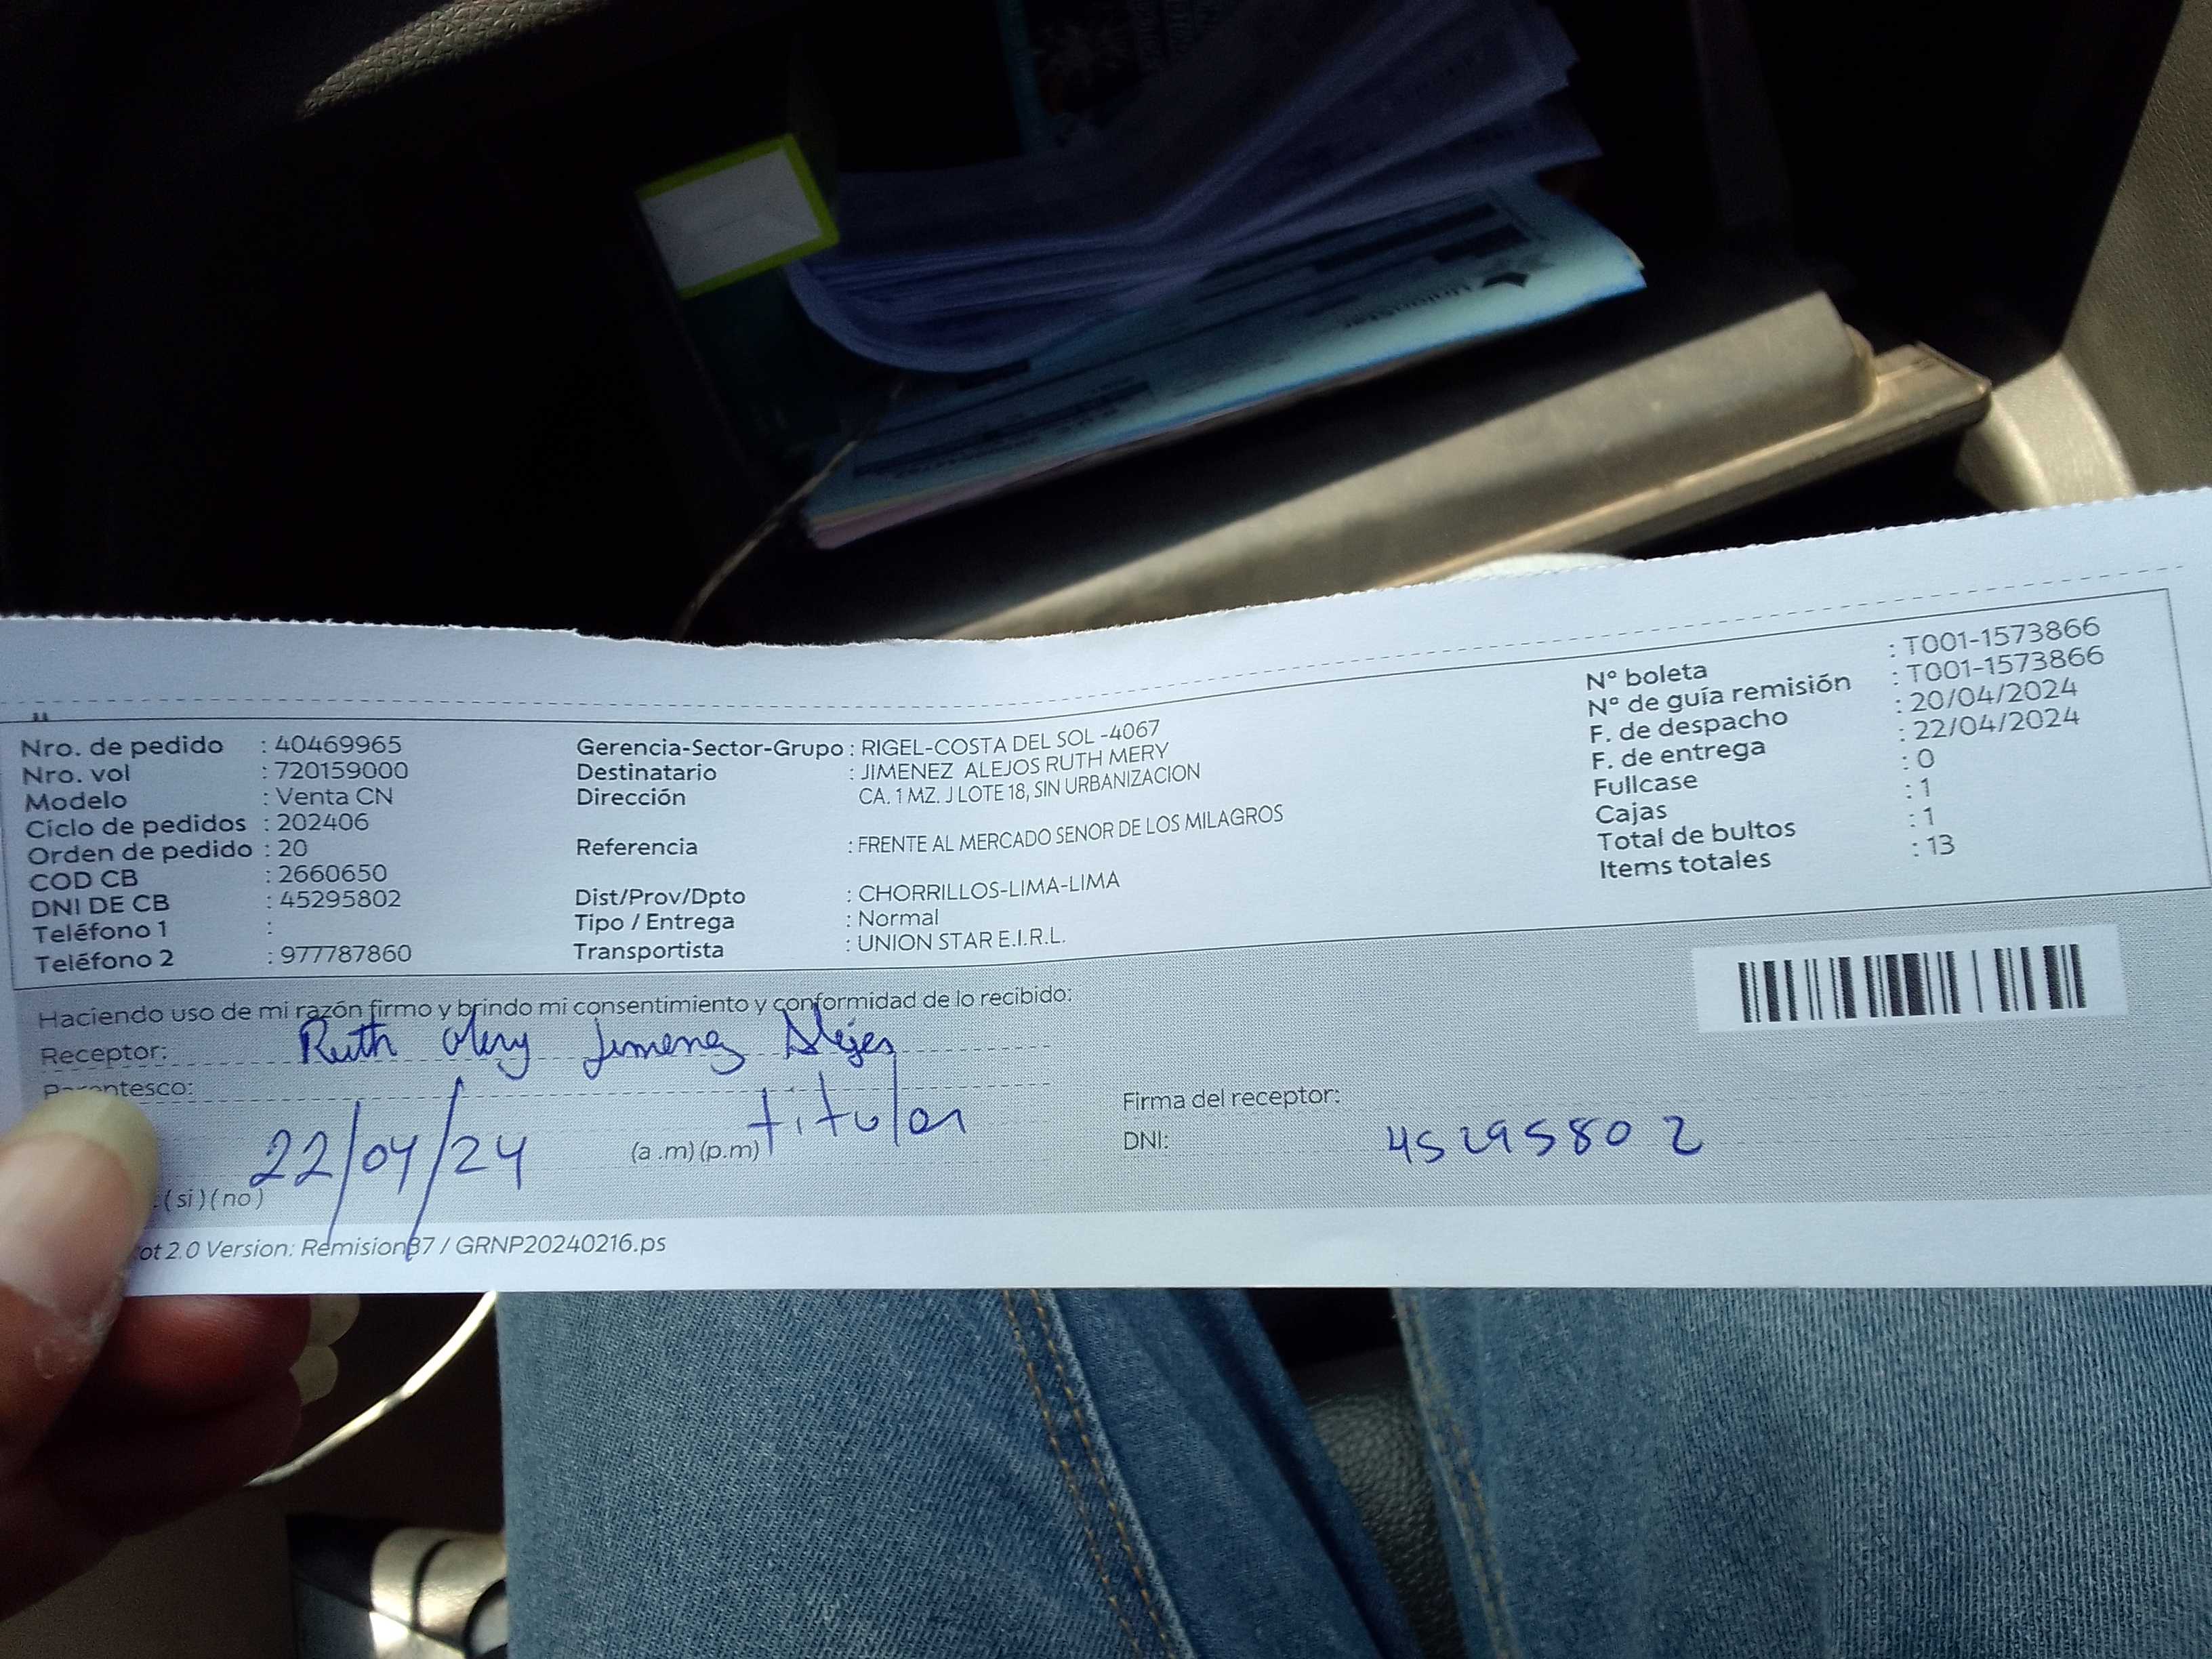 Nro. de pedido : 40469965
Nro. vol : 720159000
Modelo : Venta CN
Ciclo de pedidos : 202406
Orden de pedido : 20
COD CB : 2660650
DNI DE CB : 45295802
Teléfono 1 :
Teléfono 2 : 977787860
Gerencia-Sector-Grupo : RIGEL-COSTA DEL SOL -4067
Destinatario : JIMENEZ ALEJOS RUTH MERY
Dirección CA. 1 MZ. J LOTE 18, SIN URBANIZACION
Referencia : FRENTE AL MERCADO SENOR DE LOS MILAGROS
Dist/Prov/Dpto : CHORRILLOS-LIMA-LIMA
Tipo / Entrega : Normal
Transportista : UNION STAR E.I.R.L.
N° boleta : T001-1573866
N° de guía remisión : T001-1573866
F. de despacho : 20/04/2024
F. de entrega : 22/04/2024
Fullcase : 0
Cajas : 1
Total de bultos : 1
Items totales : 13
Haciendo uso de mi razón firmo y brindo mi consentimiento y conformidad de lo recibido:
Receptor: Ruth Mery Jimenez Alejos
titular
22/04/24 (a .m) (p.m)
: ( si ) ( no )
Firma del receptor:
DNI: 45295802
ot 2.0 Version: Remision87 / GRNP20240216.ps